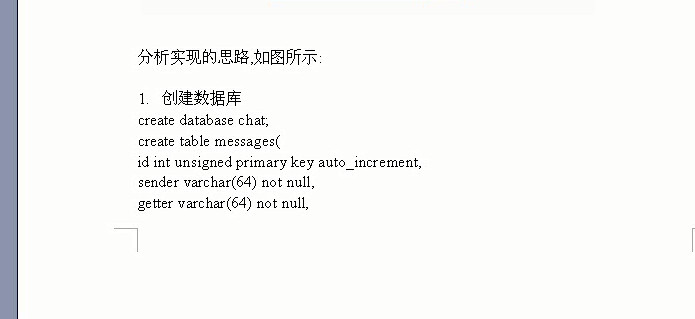 分析实现的思路,如图所示:
1. 创建数据库
create database chat;
create table messages(
id int unsigned primary key auto_increment,
sender varchar(64) not null,
getter varchar(64) not null,